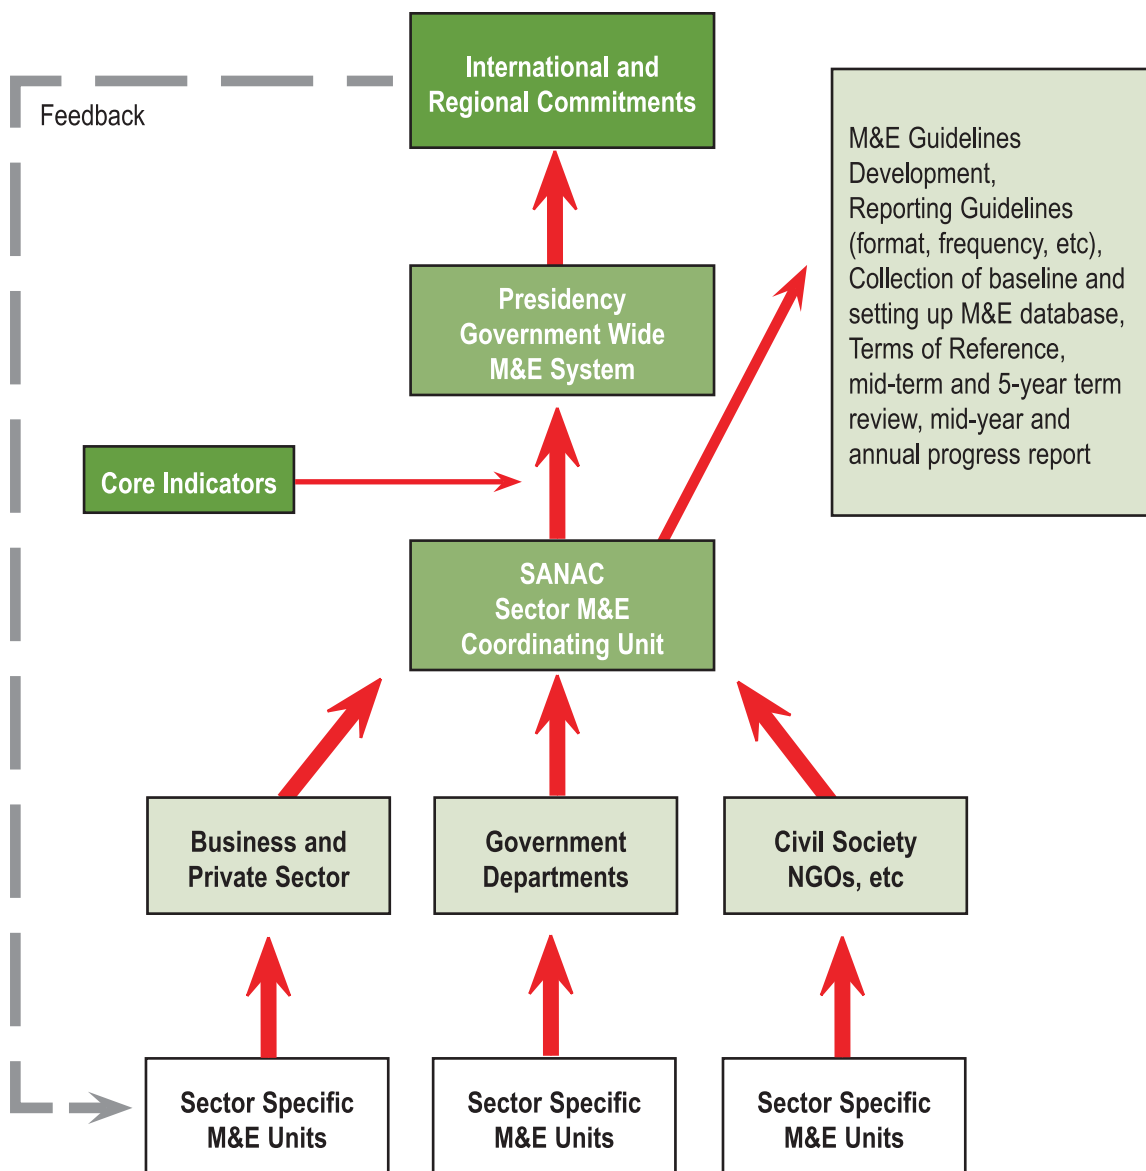 International and
Regional Commitments
Feedback
M&E Guidelines
Development,
Reporting Guidelines
(format, frequency, etc),
Collection of baseline and
setting up M&E database,
Terms of Reference,
mid-term and 5-year term
review, mid-year and
annual progress report
Presidency
Government Wide
M&E System
Core Indicators
SANAC
Sector M&E
Coordinating Unit
Business and
Private Sector
Government
Departments
Civil Society
NGOs, etc
Sector Specific
M&E Units
Sector Specific
M&E Units
Sector Specific
M&E Units